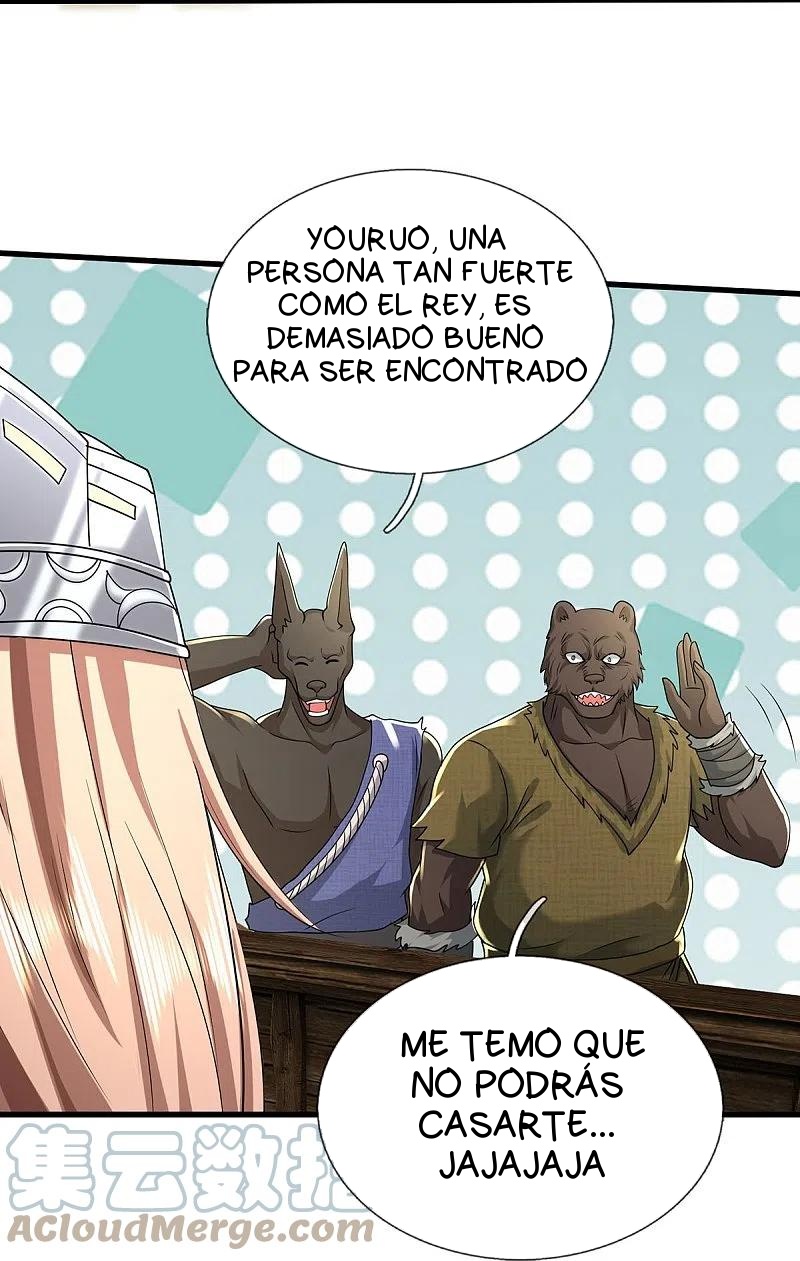 YOURUO, UNA
PERSONA TAN FUERTE
COMO EL REY, ES
DEMASIADO BUENO
PARA SER ENCONTRADO
ME TEMO QUE
NO PODRÁS
CASARTE...
JAJAJAJA
集云数据
ACloudMerge.com